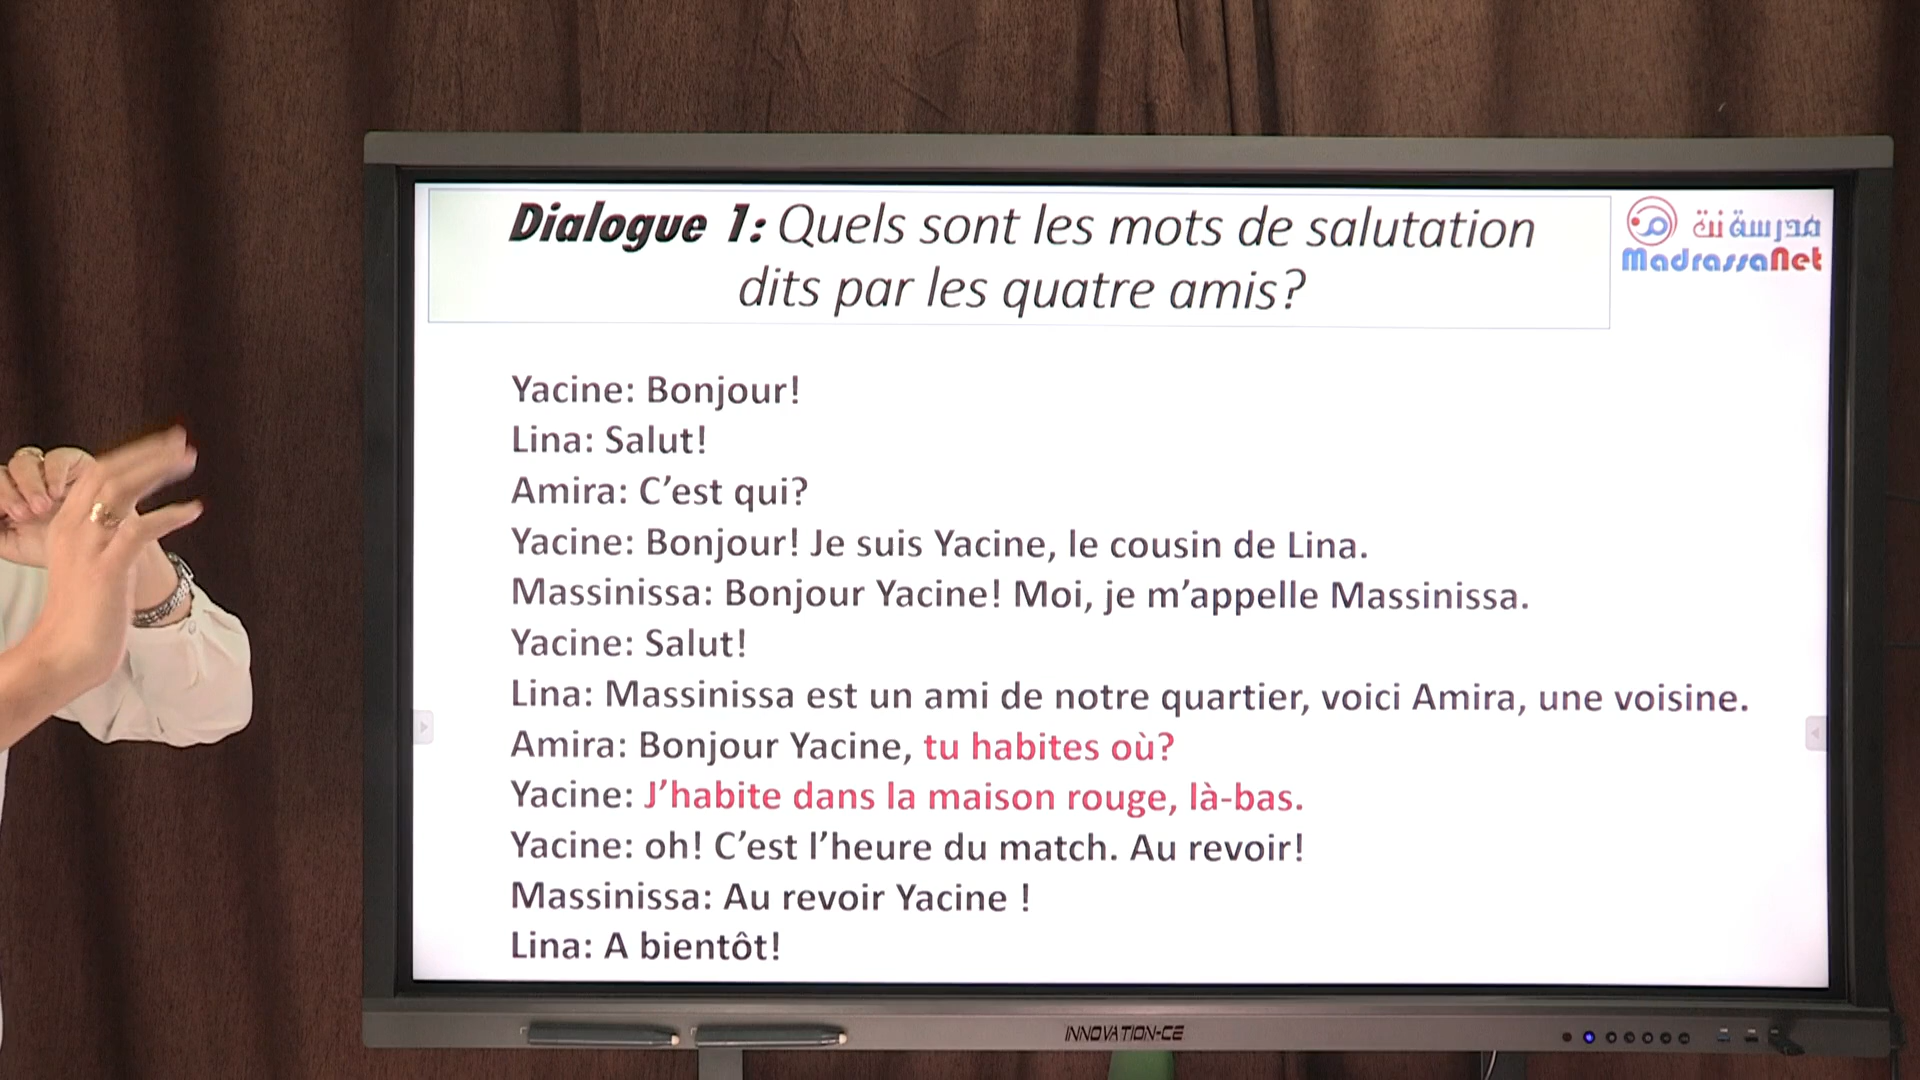 Dialogue 1: Quels sont les mots de salutation
dits par les quatre amis?
مدرسة نت
MadrassaNet
Yacine: Bonjour!
Lina: Salut!
Amira: C’est qui?
Yacine: Bonjour! Je suis Yacine, le cousin de Lina.
Massinissa: Bonjour Yacine! Moi, je m’appelle Massinissa.
Yacine: Salut!
Lina: Massinissa est un ami de notre quartier, voici Amira, une voisine.
Amira: Bonjour Yacine, tu habites où?
Yacine: J’habite dans la maison rouge, là-bas.
Yacine: oh! C’est l’heure du match. Au revoir!
Massinissa: Au revoir Yacine !
Lina: A bientôt!
INNOVATION-CE